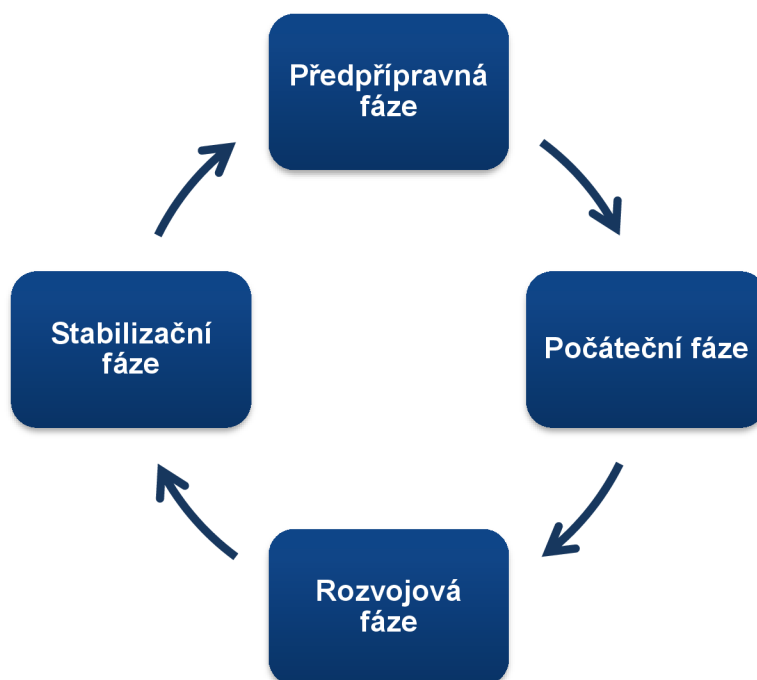 Předpřípravná
fáze
Počáteční fáze
Rozvojová
fáze
Stabilizační
fáze